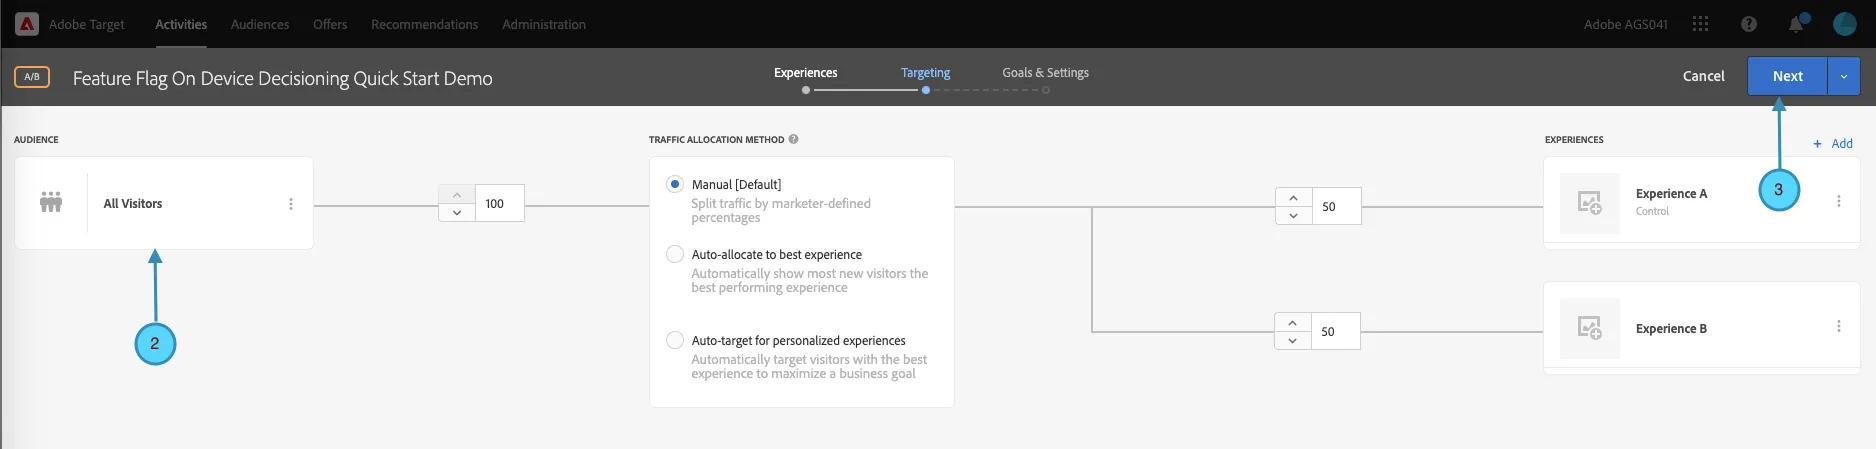 Adobe Target Activities Audiences Offers Recommendations Administration Adobe AGS041
A/B Feature Flag On Device Decisioning Quick Start Demo Experiences Targeting Goals & Settings Cancel Next
AUDIENCE TRAFFIC ALLOCATION METHOD ? EXPERIENCES
+ Add
All Visitors
100
Manual [Default]
Split traffic by marketer-defined
percentages
Auto-allocate to best experience
Automatically show most new visitors the
best performing experience
Auto-target for personalized experiences
Automatically target visitors with the best
experience to maximize a business goal
50
Experience A
Control
3
50
Experience B
2